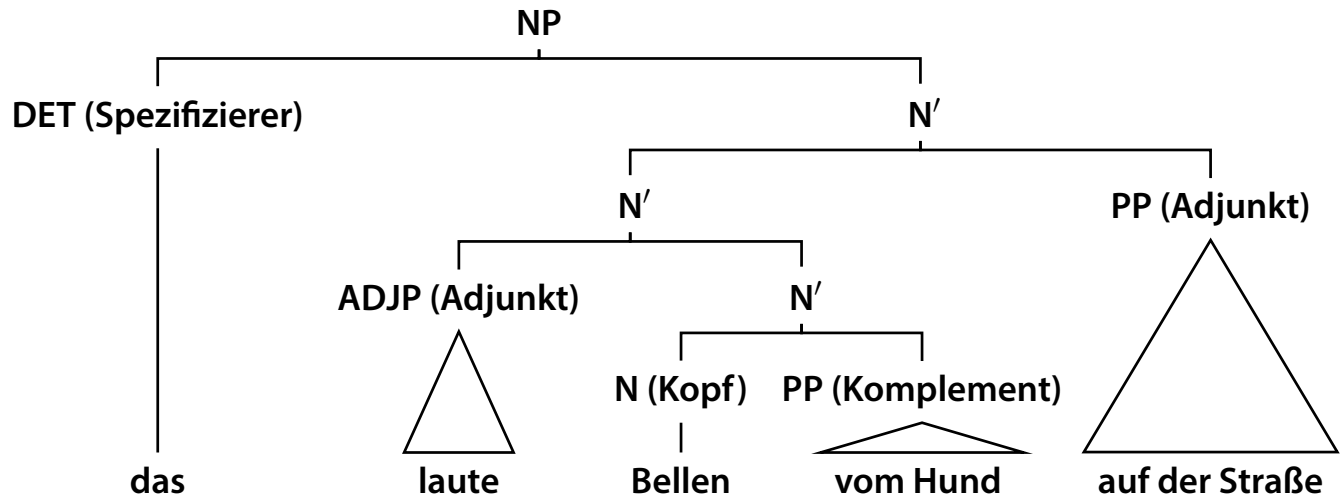 NP
DET (Spezifizierer) N′
N′ PP (Adjunkt)
ADJP (Adjunkt) N′
N (Kopf) PP (Komplement)
das laute Bellen vom Hund auf der Straße